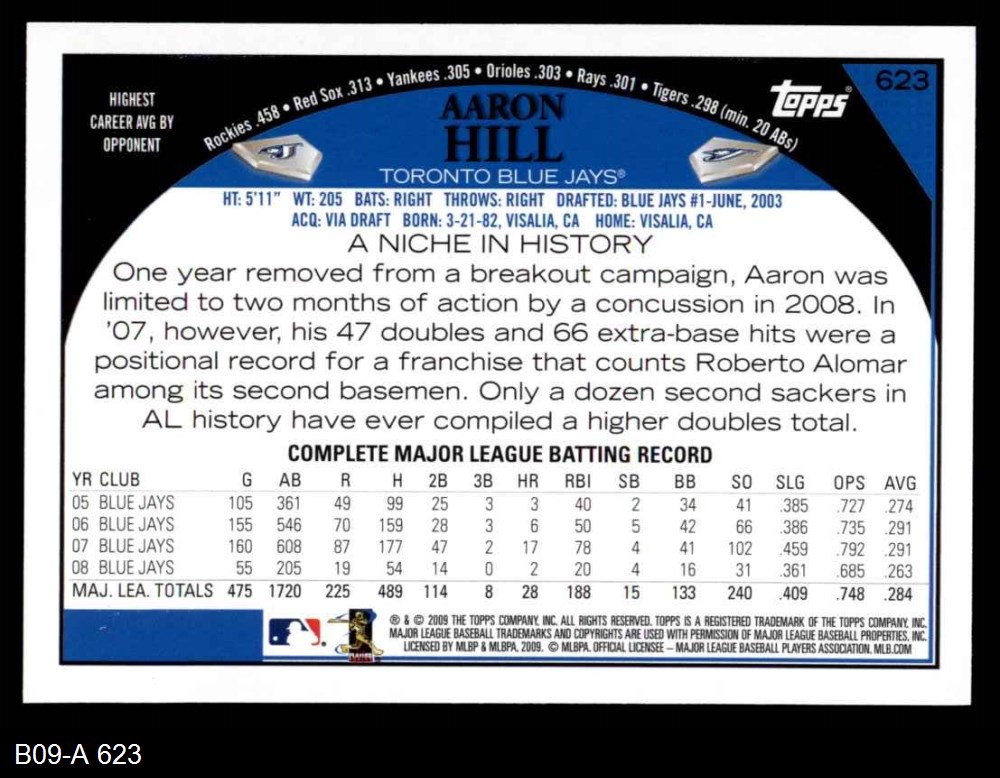 623
topps®
HIGHEST
CAREER AVG BY
OPPONENT
Rockies .458 • Red Sox .313 • Yankees .305 • Orioles .303 • Rays .301 • Tigers .298 (min. 20 ABs)
AARON
HILL
TORONTO BLUE JAYS®
HT: 5'11" WT: 205 BATS: RIGHT THROWS: RIGHT DRAFTED: BLUE JAYS #1-JUNE, 2003
ACQ: VIA DRAFT BORN: 3-21-82, VISALIA, CA HOME: VISALIA, CA
A NICHE IN HISTORY
One year removed from a breakout campaign, Aaron was
limited to two months of action by a concussion in 2008. In
'07, however, his 47 doubles and 66 extra-base hits were a
positional record for a franchise that counts Roberto Alomar
among its second basemen. Only a dozen second sackers in
AL history have ever compiled a higher doubles total.
COMPLETE MAJOR LEAGUE BATTING RECORD
YR CLUB G AB R H 2B 3B HR RBI SB BB SO SLG OPS AVG
05 BLUE JAYS 105 361 49 99 25 3 3 40 2 34 41 .385 .727 .274
06 BLUE JAYS 155 546 70 159 28 3 6 50 5 42 66 .386 .735 .291
07 BLUE JAYS 160 608 87 177 47 2 17 78 4 41 102 .459 .792 .291
08 BLUE JAYS 55 205 19 54 14 0 2 20 4 16 31 .361 .685 .263
MAJ. LEA. TOTALS 475 1720 225 489 114 8 28 188 15 133 240 .409 .748 .284
® & © 2009 THE TOPPS COMPANY, INC. ALL RIGHTS RESERVED. TOPPS IS A REGISTERED TRADEMARK OF THE TOPPS COMPANY, INC.
MAJOR LEAGUE BASEBALL TRADEMARKS AND COPYRIGHTS ARE USED WITH PERMISSION OF MAJOR LEAGUE BASEBALL PROPERTIES, INC.
LICENSED BY MLBP & MLBPA, 2009. © MLBPA. OFFICIAL LICENSEE – MAJOR LEAGUE BASEBALL PLAYERS ASSOCIATION. MLB.COM
B09-A 623